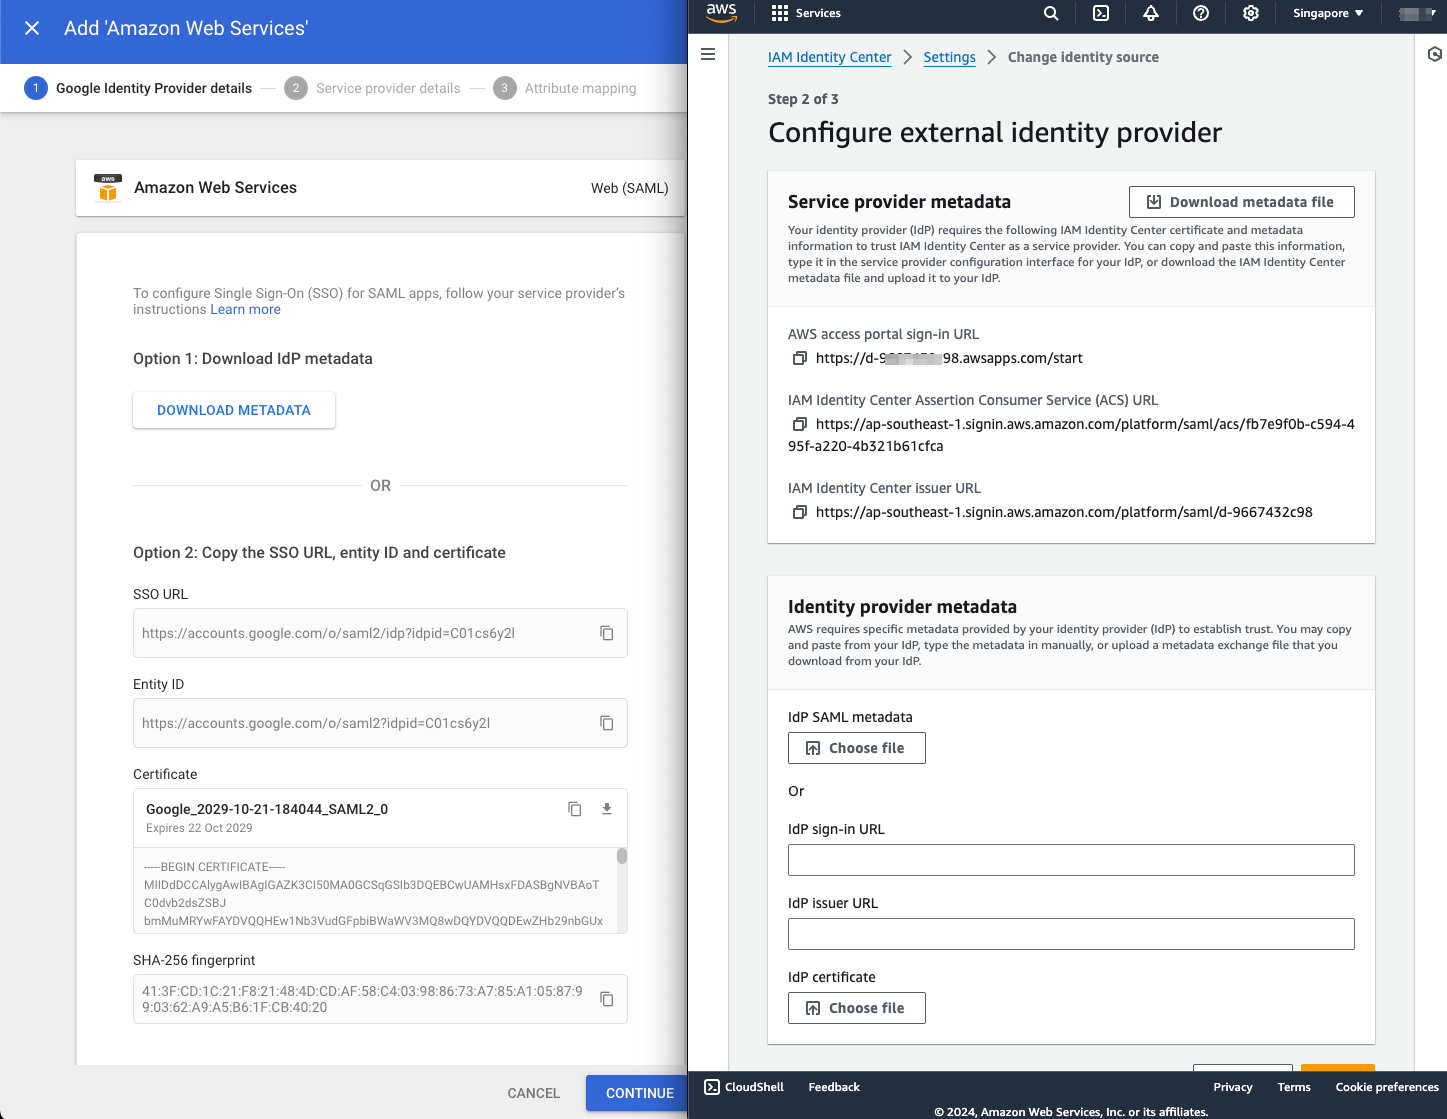 Add 'Amazon Web Services'
1 Google Identity Provider details
2 Service provider details
3 Attribute mapping
aws
Amazon Web Services
Web (SAML)
To configure Single Sign-On (SSO) for SAML apps, follow your service provider's
instructions Learn more
Option 1: Download IdP metadata
DOWNLOAD METADATA
OR
Option 2: Copy the SSO URL, entity ID and certificate
SSO URL
https://accounts.google.com/o/saml2/idp?idpid=C01cs6y2l
Entity ID
https://accounts.google.com/o/saml2?idpid=C01cs6y2l
Certificate
Google_2029-10-21-184044_SAML2_0
Expires 22 Oct 2029
-----BEGIN CERTIFICATE-----
MIIDdDCCAlygAwIBAgIGAZK3CI50MA0GCSqGSIb3DQEBCwUAMHsxFDASBgNVBAoT
C0dvb2dsZSBJ
bmMuMRYwFAYDVQQHEw1Nb3VudGFpbiBWaWV3MQ8wDQYDVQQDEwZHb29nbGUx
SHA-256 fingerprint
41:3F:CD:1C:21:F8:21:48:4D:CD:AF:58:C4:03:98:86:73:A7:85:A1:05:87:9
9:03:62:A9:A5:B6:1F:CB:40:20
CANCEL
CONTINUE
aws
Services
Singapore
IAM Identity Center > Settings > Change identity source
Step 2 of 3
Configure external identity provider
Service provider metadata
Download metadata file
Your identity provider (IdP) requires the following IAM Identity Center certificate and metadata
information to trust IAM Identity Center as a service provider. You can copy and paste this information,
type it in the service provider configuration interface for your IdP, or download the IAM Identity Center
metadata file and upload it to your IdP.
AWS access portal sign-in URL
https://d-9 98.awsapps.com/start
IAM Identity Center Assertion Consumer Service (ACS) URL
https://ap-southeast-1.signin.aws.amazon.com/platform/saml/acs/fb7e9f0b-c594-4
95f-a220-4b321b61cfca
IAM Identity Center issuer URL
https://ap-southeast-1.signin.aws.amazon.com/platform/saml/d-9667432c98
Identity provider metadata
AWS requires specific metadata provided by your identity provider (IdP) to establish trust. You may copy
and paste from your IdP, type the metadata in manually, or upload a metadata exchange file that you
download from your IdP.
IdP SAML metadata
Choose file
Or
IdP sign-in URL
IdP issuer URL
IdP certificate
Choose file
CloudShell
Feedback
Privacy
Terms
Cookie preferences
© 2024, Amazon Web Services, Inc. or its affiliates.